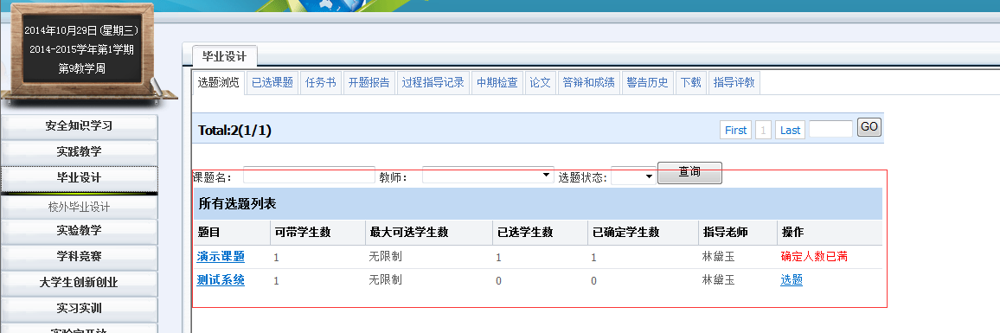 2014年10月29日(星期三)
2014-2015学年第1学期
第9教学周
安全知识学习
实践教学
毕业设计
校外毕业设计
实验教学
学科竞赛
大学生创新创业
实习实训
实验室开放
毕业设计
选题浏览 已选课题 任务书 开题报告 过程指导记录 中期检查 论文 答辩和成绩 警告历史 下载 指导评教
Total:2(1/1) First 1 Last GO
课题名: 教师: 选题状态: 查询
所有选题列表
题目 可带学生数 最大可选学生数 已选学生数 已确定学生数 指导老师 操作
演示课题 1 无限制 1 1 林黛玉 确定人数已满
测试系统 1 无限制 0 0 林黛玉 选题